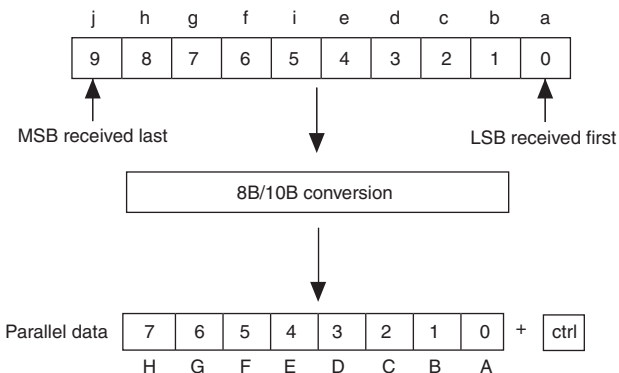 j h g f i e d c b a
9 8 7 6 5 4 3 2 1 0
MSB received last LSB received first
8B/10B conversion
Parallel data 7 6 5 4 3 2 1 0 + ctrl
H G F E D C B A